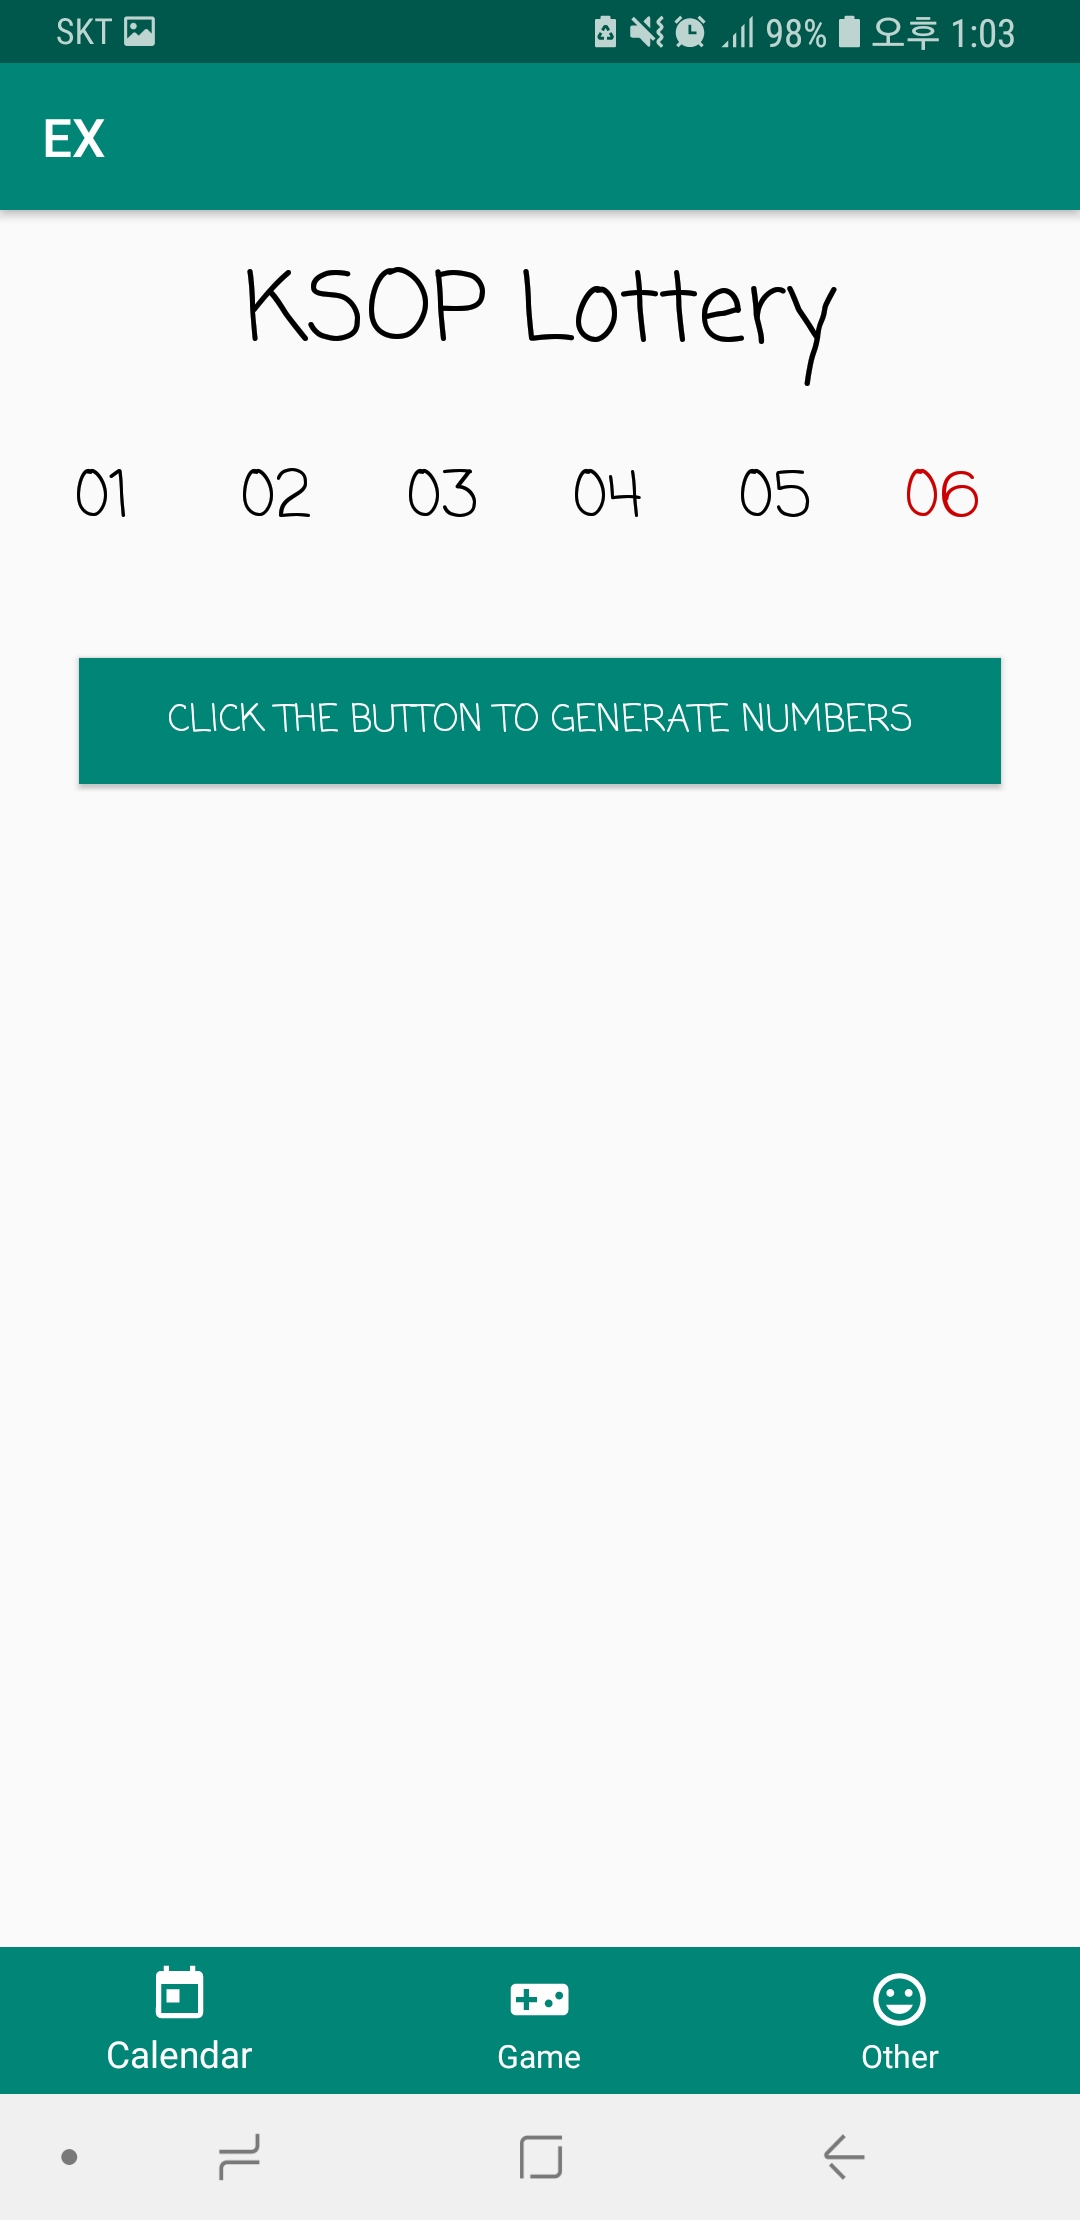 SKT 98% 오후 1:03
EX
KSOP Lottery
01 02 03 04 05 06
CLICK THE BUTTON TO GENERATE NUMBERS
Calendar Game Other